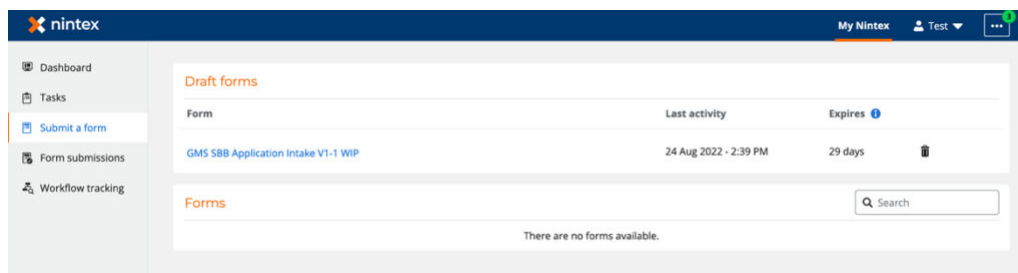 nintex
My Nintex
Test
3
Dashboard
Tasks
Submit a form
Form submissions
Workflow tracking
Draft forms
Form Last activity Expires
GMS SBB Application Intake V1-1 WIP 24 Aug 2022 - 2:39 PM 29 days
Forms
Search
There are no forms available.